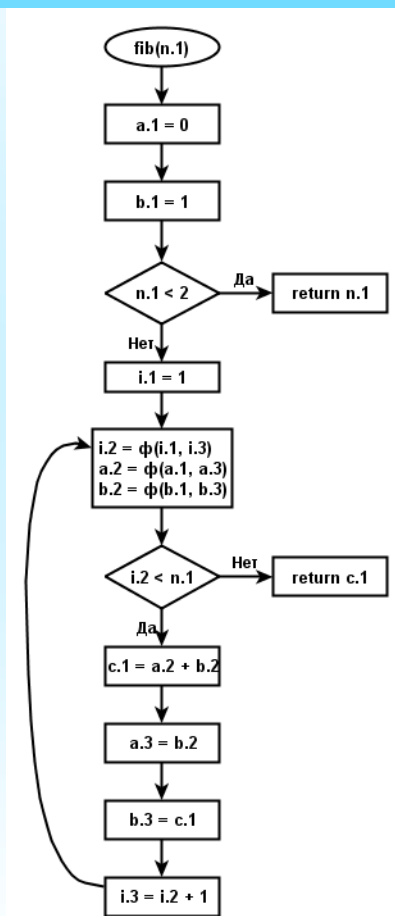 fib(n.1)
a.1 = 0
b.1 = 1
n.1 < 2
Да
return n.1
Нет
i.1 = 1
i.2 = ф(i.1, i.3)
a.2 = ф(a.1, a.3)
b.2 = ф(b.1, b.3)
i.2 < n.1
Нет
return c.1
Да
c.1 = a.2 + b.2
a.3 = b.2
b.3 = c.1
i.3 = i.2 + 1